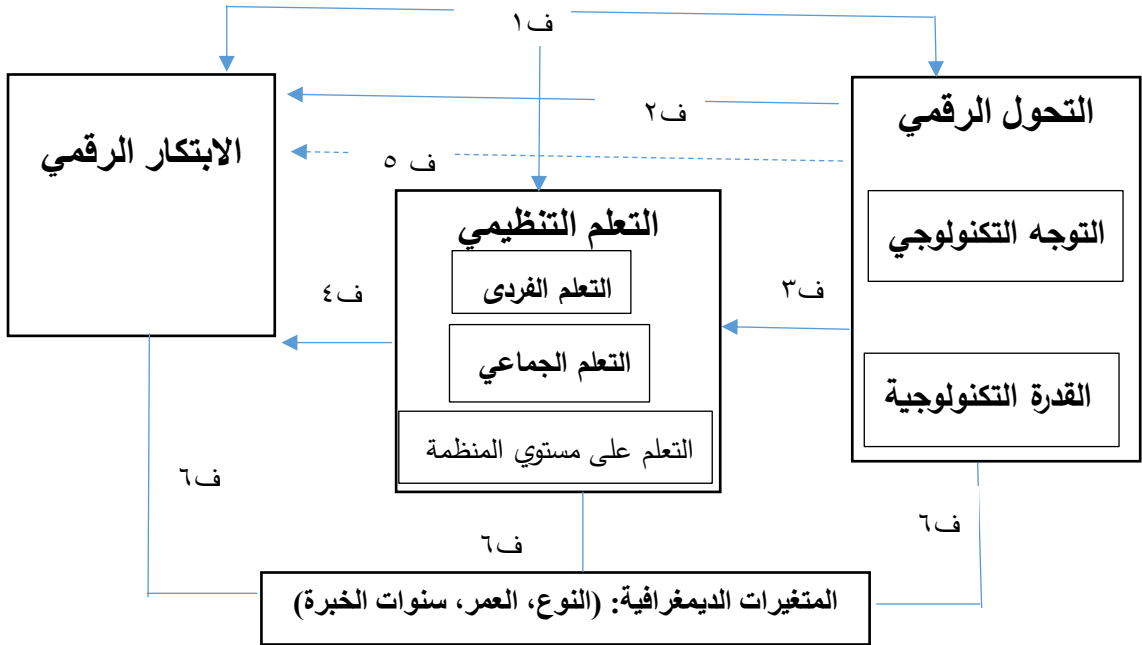 ف١
التحول الرقمي
التوجه التكنولوجي
القدرة التكنولوجية
ف٢
ف ٥
ف٣
التعلم التنظيمي
التعلم الفردى
التعلم الجماعي
التعلم على مستوي المنظمة
ف٤
الابتكار الرقمي
ف٦
ف٦
ف٦
المتغيرات الديمغرافية: (النوع، العمر، سنوات الخبرة)